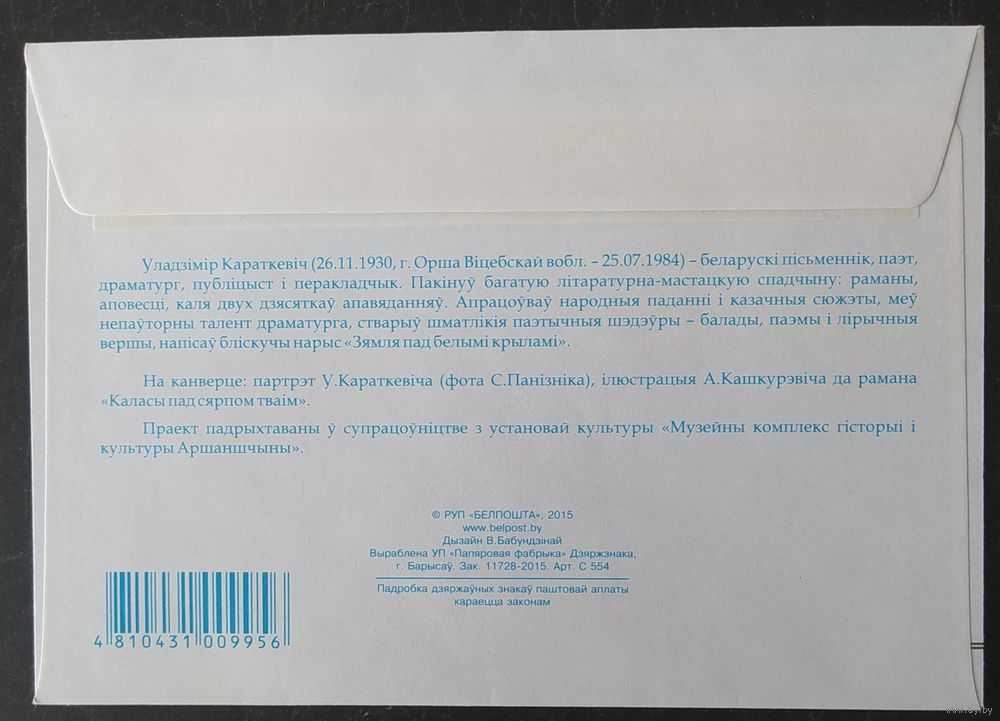 Уладзімір Караткевіч (26.11.1930, г. Орша Віцебскай вобл. – 25.07.1984) – беларускі пісьменнік, паэт,
драматург, публіцыст і перакладчык. Пакінуў багатую літаратурна-мастацкую спадчыну: раманы,
аповесці, каля двух дзясяткаў апавяданняў. Апрацоўваў народныя паданні і казачныя сюжэты, меў
непаўторны талент драматурга, стварыў шматлікія паэтычныя шэдэўры – балады, паэмы і лірычныя
вершы, напісаў бліскучы нарыс «Зямля пад белымі крыламі».
На канверце: партрэт У.Караткевіча (фота С.Панізніка), ілюстрацыя А.Кашкурэвіча да рамана
«Каласы пад сярпом тваім».
Праект падрыхтаваны ў супрацоўніцтве з установай культуры «Музейны комплекс гісторыі і
культуры Аршаншчыны».
© РУП «БЕЛПОШТА», 2015
www.belpost.by
Дызайн В.Бабундзінай
Выраблена УП «Папяровая фабрыка» Дзяржзнака,
г. Барысаў. Зак. 11728-2015. Арт. С 554
Падробка дзяржаўных знакаў паштовай аплаты
караецца законам
4 810431 009956